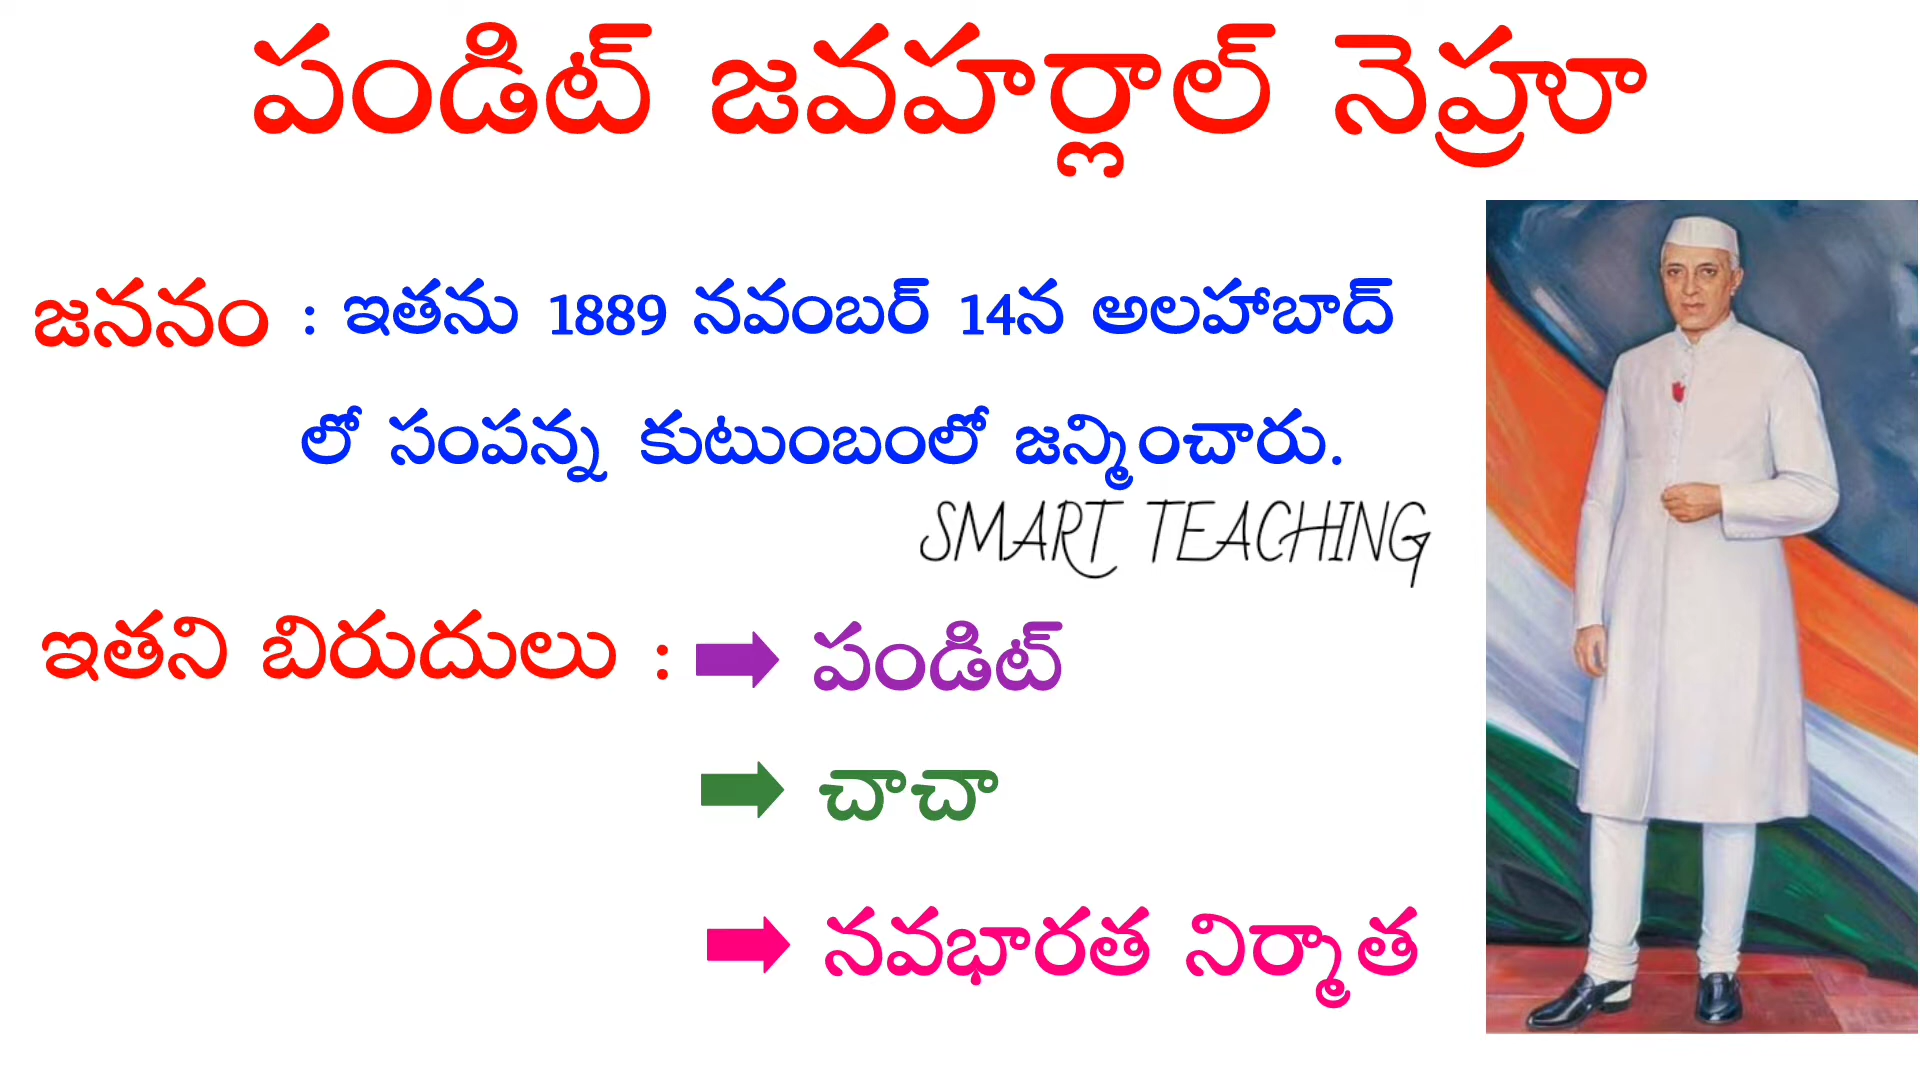 పండిట్ జవహర్లాల్ నెహ్రూ
జననం : ఇతను 1889 నవంబర్ 14న అలహాబాద్
లో సంపన్న కుటుంబంలో జన్మించారు.
SMART TEACHING
ఇతని బిరుదులు : పండిట్
చాచా
నవభారత నిర్మాత